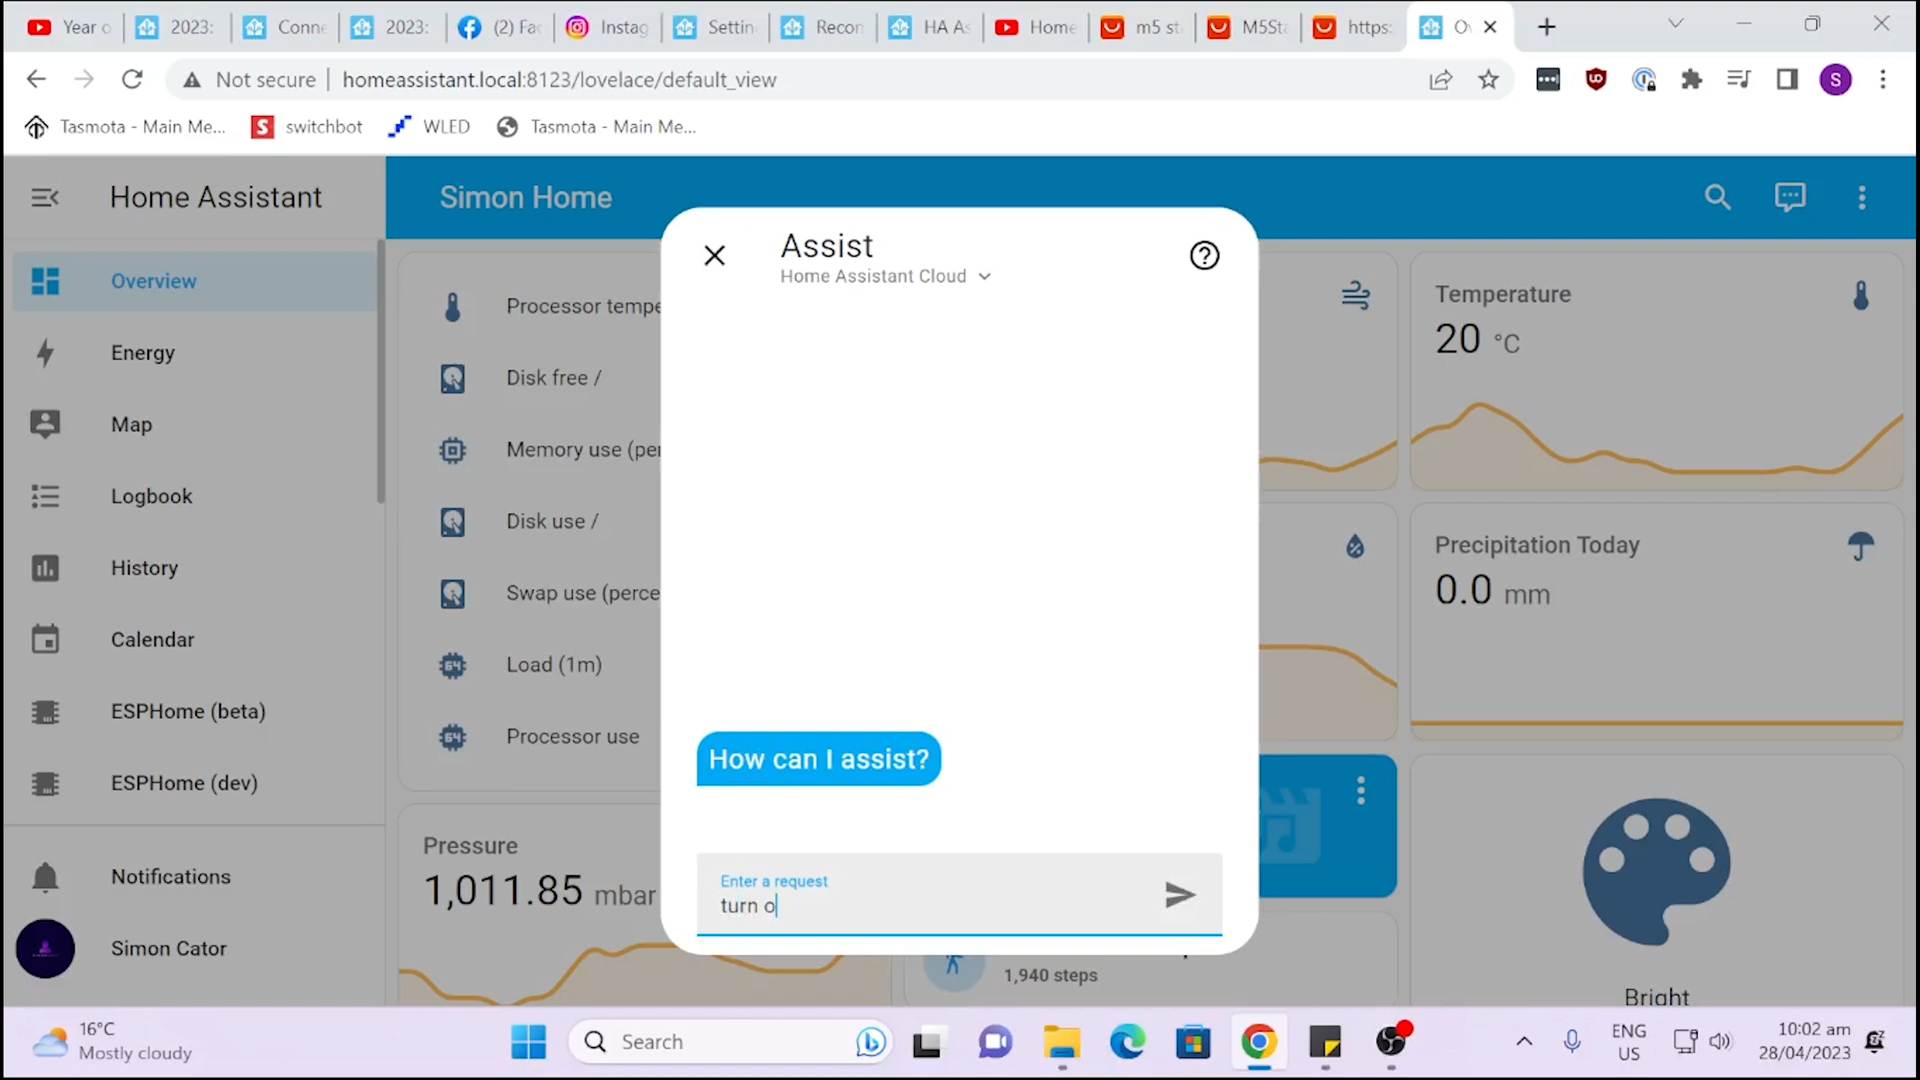 Year o
2023:
Conne
2023:
(2) Fac
Instag
Settin
Recon
HA As
Home
m5 st
M5Sta
https:
Ov
Not secure
homeassistant.local:8123/lovelace/default_view
S
Tasmota - Main Me...
switchbot
WLED
Tasmota - Main Me...
Home Assistant
Simon Home
Overview
Energy
Map
Logbook
History
Calendar
ESPHome (beta)
ESPHome (dev)
Notifications
Simon Cator
Processor tempe
Disk free /
Memory use (per
Disk use /
Swap use (perce
Load (1m)
Processor use
Pressure
1,011.85 mbar
Assist
Home Assistant Cloud
How can I assist?
Enter a request
turn o
1,940 steps
Temperature
20 °C
Precipitation Today
0.0 mm
Bright
16°C
Mostly cloudy
Search
ENG
US
10:02 am
28/04/2023